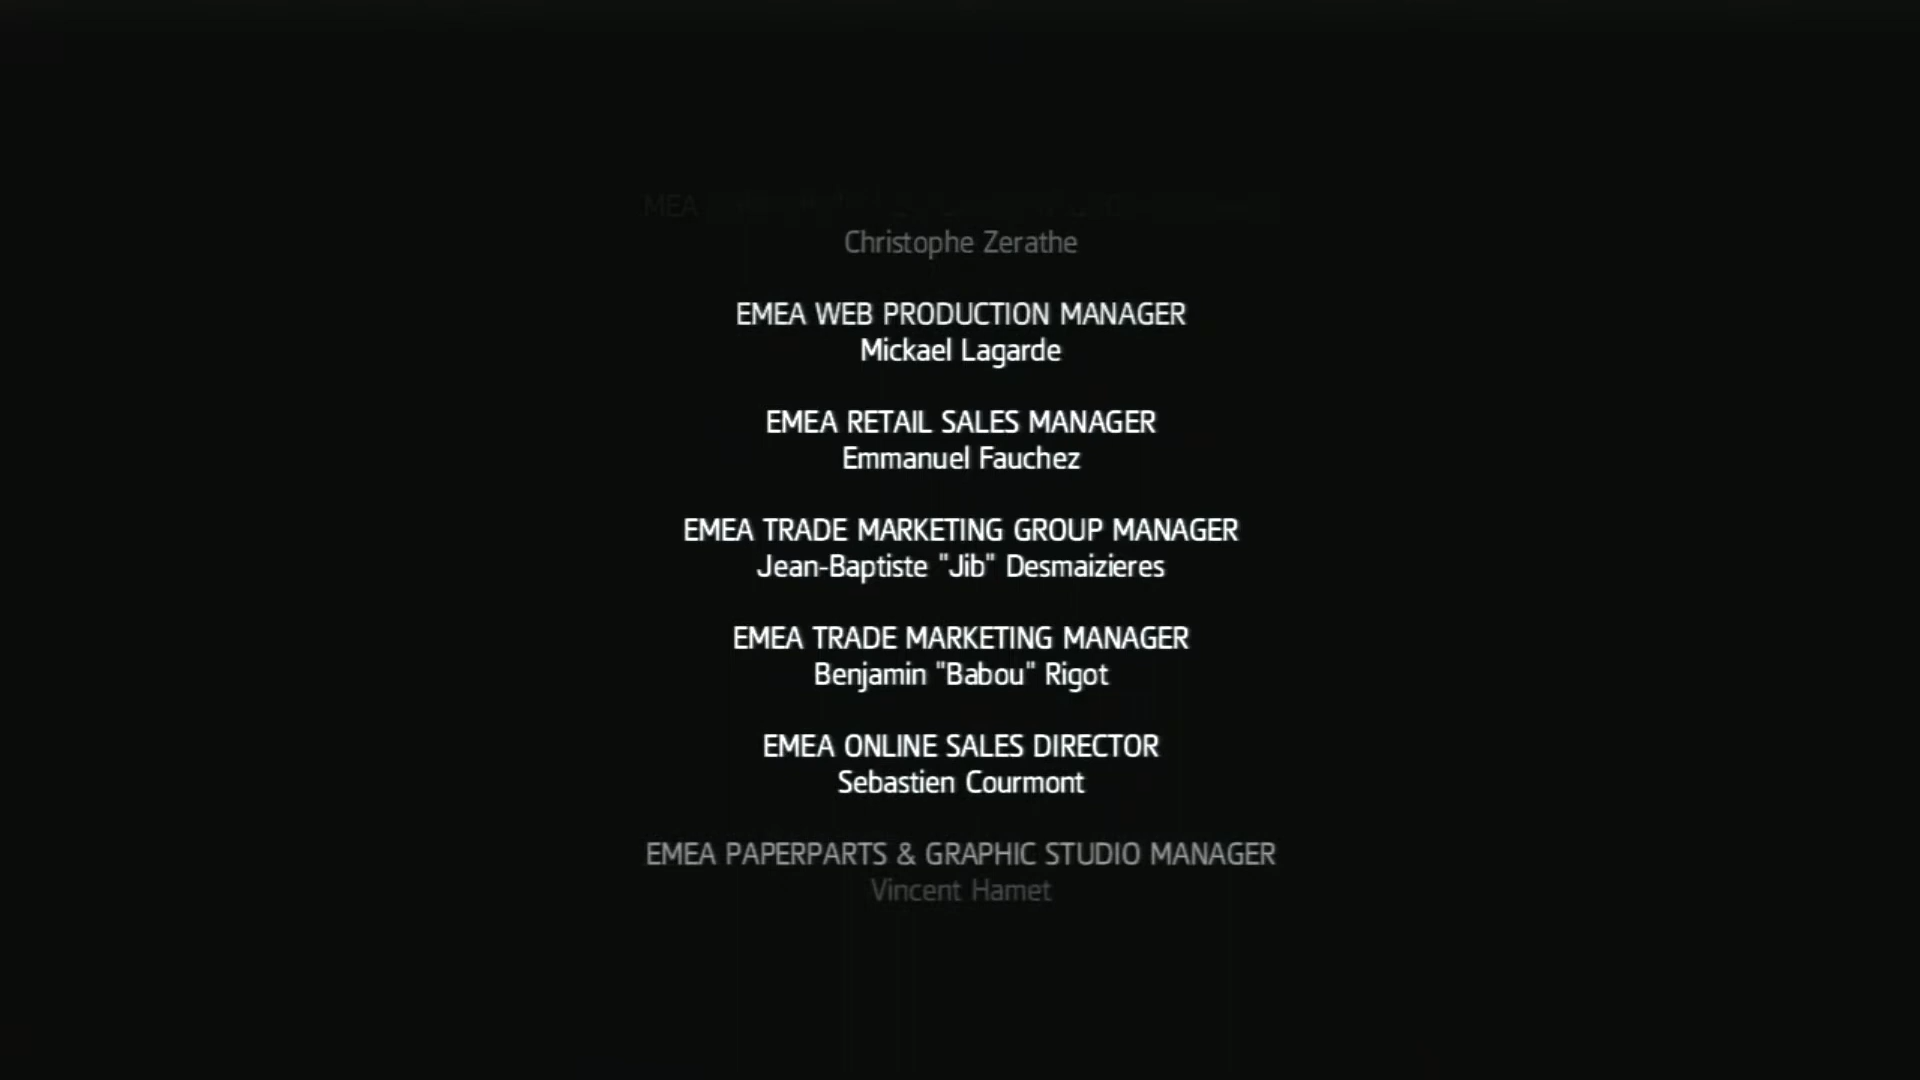 Christophe Zerathe
EMEA WEB PRODUCTION MANAGER
Mickael Lagarde
EMEA RETAIL SALES MANAGER
Emmanuel Fauchez
EMEA TRADE MARKETING GROUP MANAGER
Jean-Baptiste "Jib" Desmaizieres
EMEA TRADE MARKETING MANAGER
Benjamin "Babou" Rigot
EMEA ONLINE SALES DIRECTOR
Sebastien Courmont
EMEA PAPERPARTS & GRAPHIC STUDIO MANAGER
Vincent Hamet